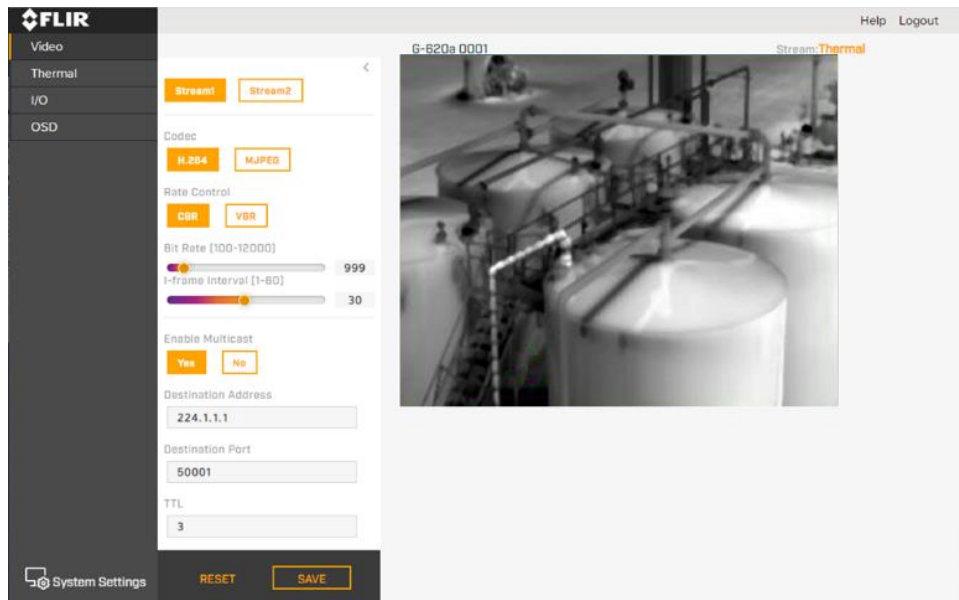 FLIR
Help Logout
Video
Thermal
I/O
OSD
G-620a 0001
Stream:Thermal
<
Stream1 Stream2
Codec
H.264 MJPEG
Rate Control
CBR VBR
Bit Rate (100-12000)
999
I-frame Interval (1-60)
30
Enable Multicast
Yes No
Destination Address
224.1.1.1
Destination Port
50001
TTL
3
System Settings
RESET SAVE